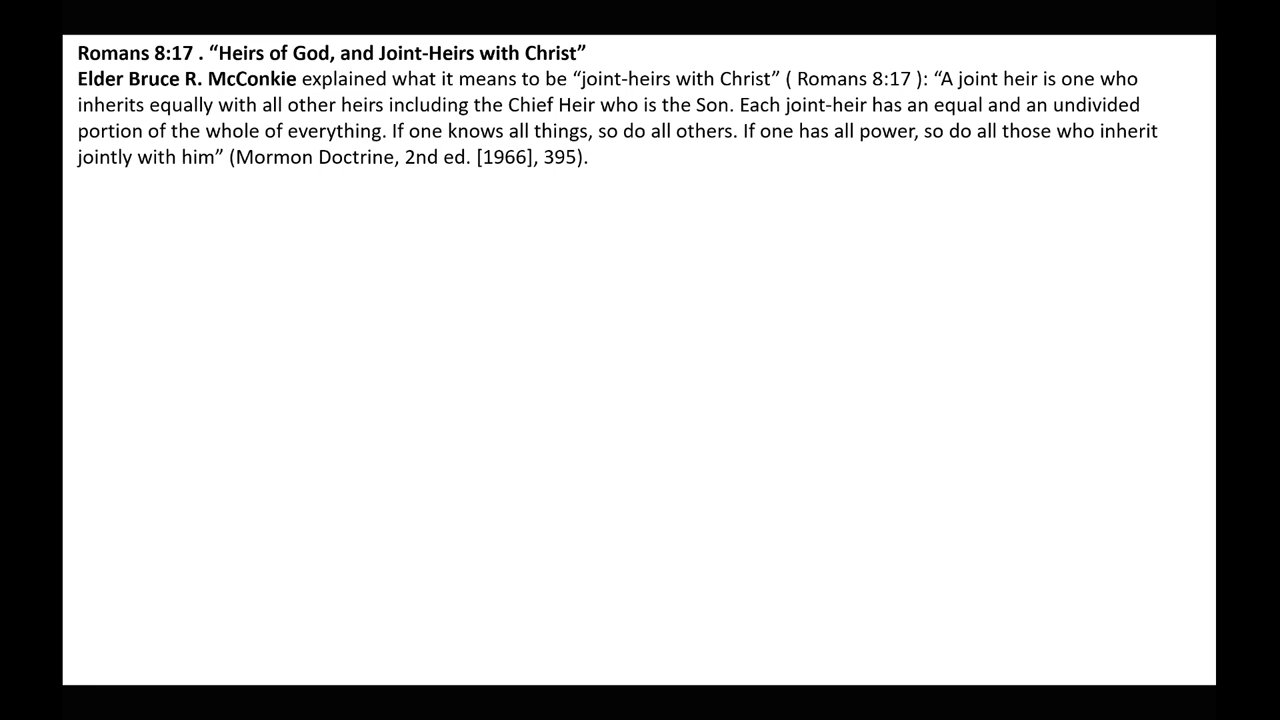 Romans 8:17 . “Heirs of God, and Joint-Heirs with Christ”
Elder Bruce R. McConkie explained what it means to be “joint-heirs with Christ” ( Romans 8:17 ): “A joint heir is one who
inherits equally with all other heirs including the Chief Heir who is the Son. Each joint-heir has an equal and an undivided
portion of the whole of everything. If one knows all things, so do all others. If one has all power, so do all those who inherit
jointly with him” (Mormon Doctrine, 2nd ed. [1966], 395).